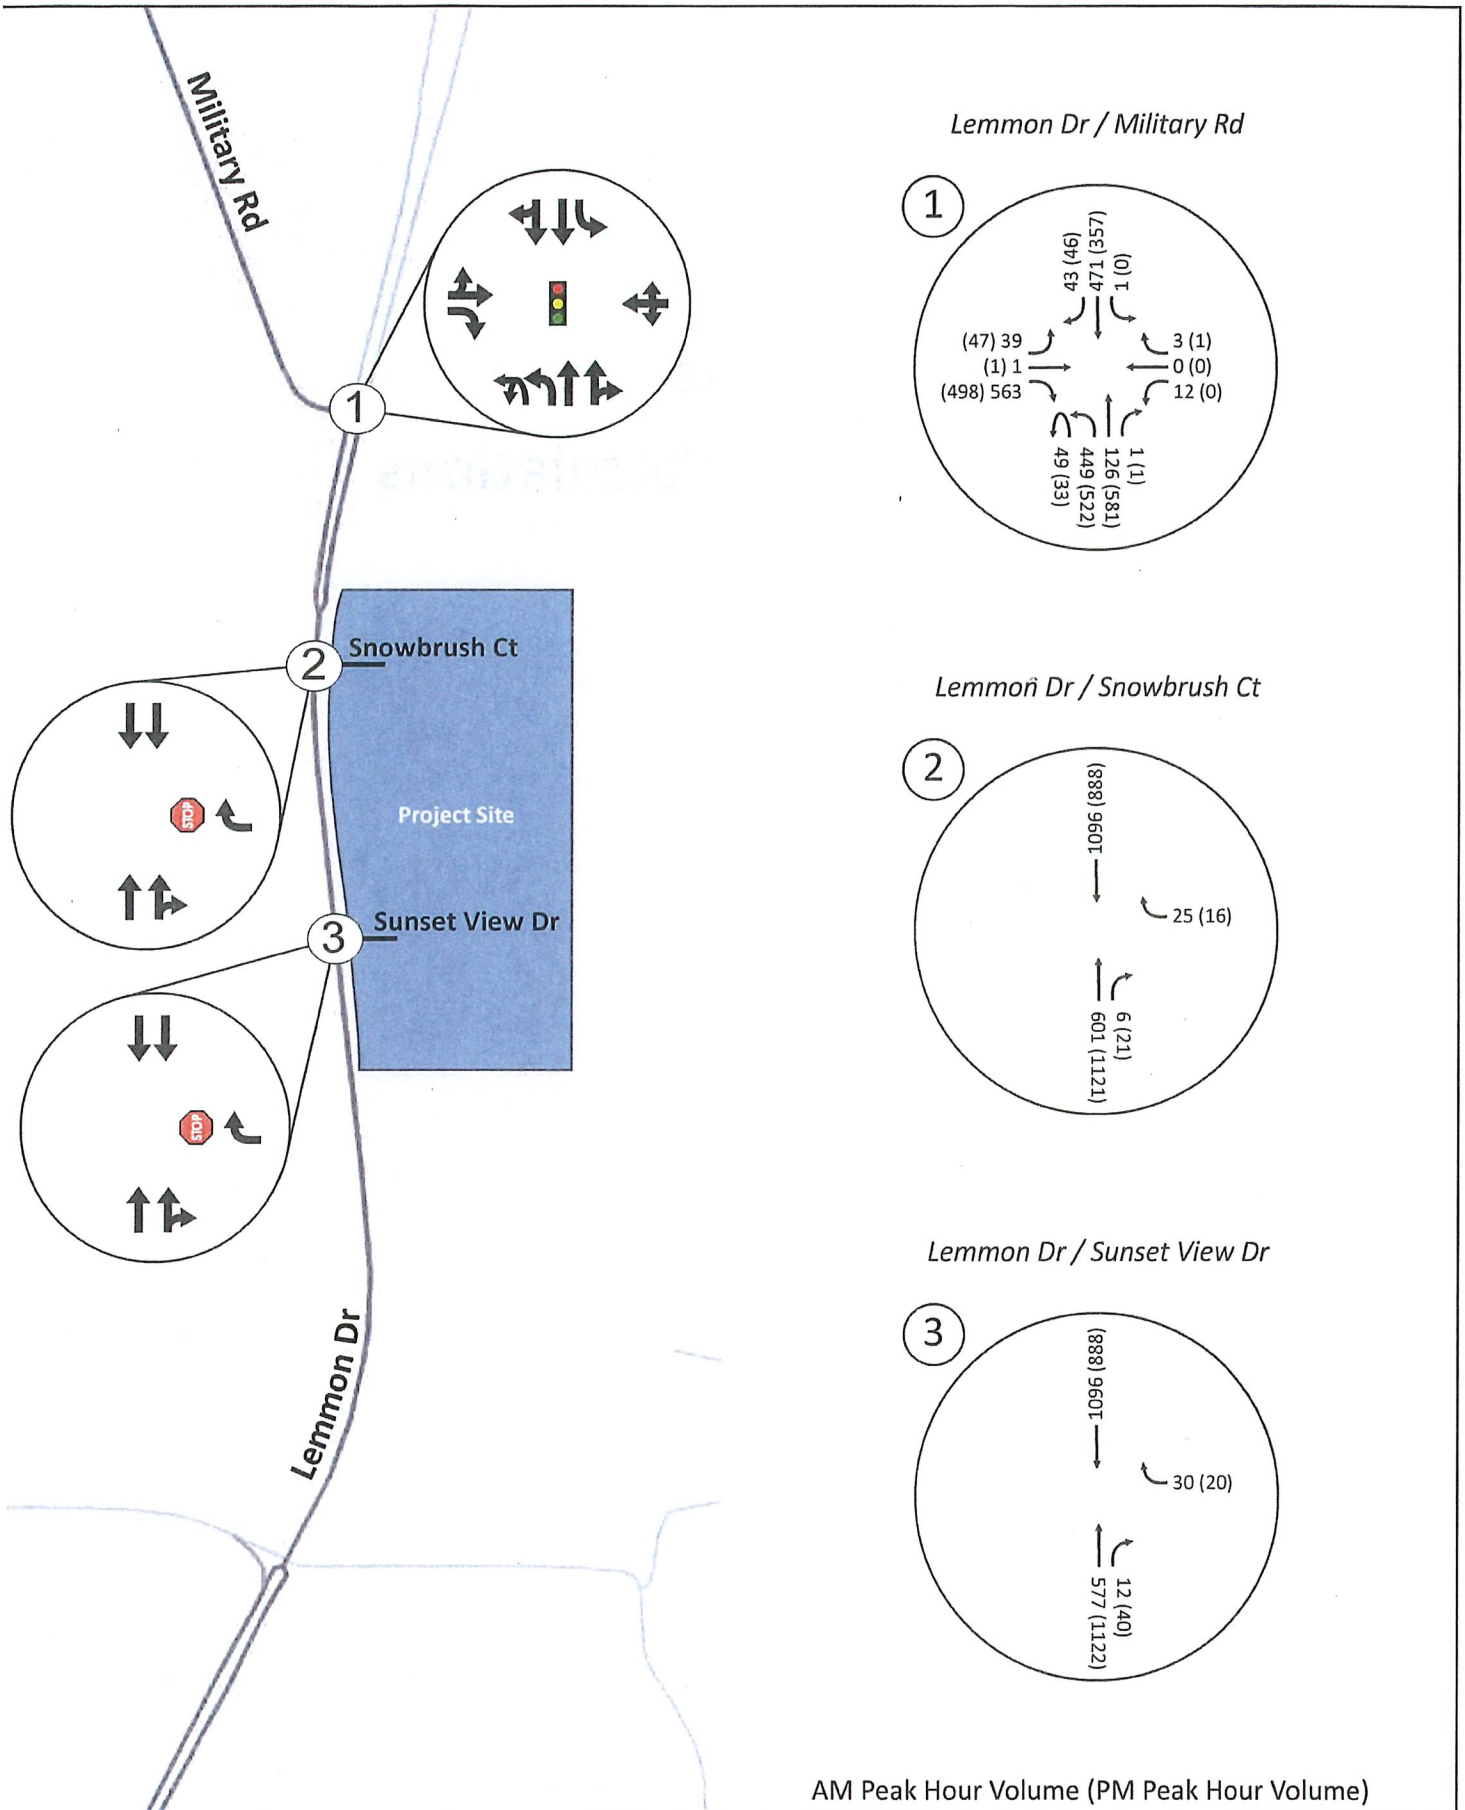 Military Rd
1
2
Snowbrush Ct
Project Site
3
Sunset View Dr
STOP
STOP
Lemmon Dr
Lemmon Dr / Military Rd
1
43 (46)
471 (357)
1 (0)
(47) 39
(1) 1
(498) 563
3 (1)
0 (0)
12 (0)
49 (33)
449 (522)
126 (581)
1 (1)
Lemmon Dr / Snowbrush Ct
2
1096 (888)
25 (16)
601 (1121)
6 (21)
Lemmon Dr / Sunset View Dr
3
1096 (888)
30 (20)
577 (1122)
12 (40)
AM Peak Hour Volume (PM Peak Hour Volume)